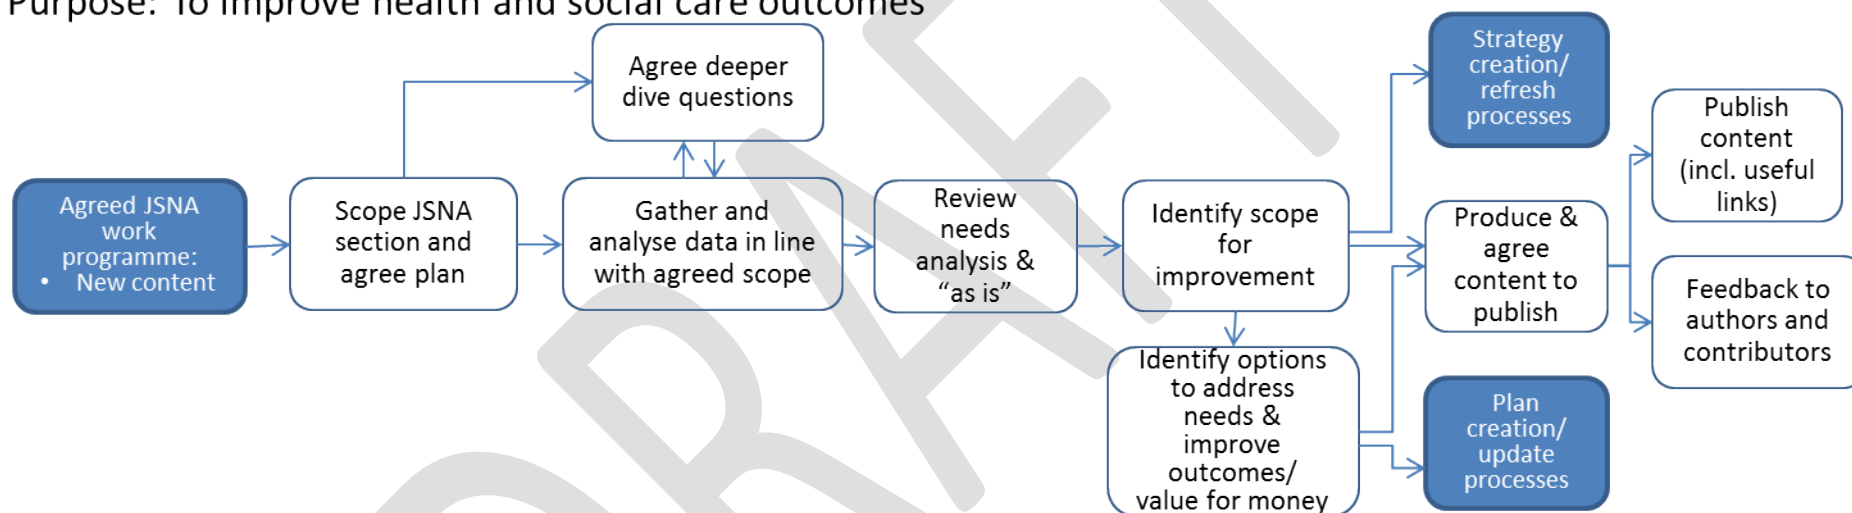 Purpose: To improve health and social care outcomes
Agreed JSNA
work
programme:
• New content
Scope JSNA
section and
agree plan
Agree deeper
dive questions
Gather and
analyse data in line
with agreed scope
Review
needs
analysis &
“as is”
Identify scope
for
improvement
Identify options
to address
needs &
improve
outcomes/
value for money
Strategy
creation/
refresh
processes
Produce &
agree
content to
publish
Plan
creation/
update
processes
Publish
content
(incl. useful
links)
Feedback to
authors and
contributors
DRAFT